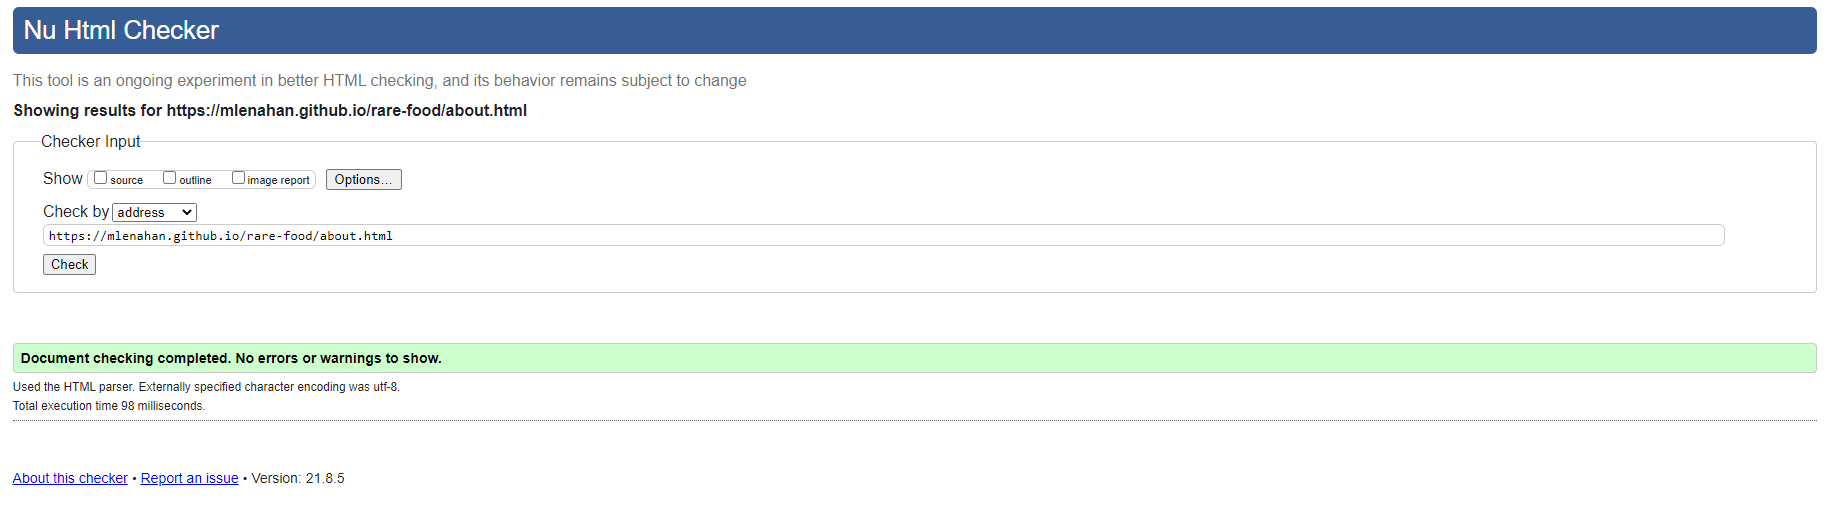 Nu Html Checker
This tool is an ongoing experiment in better HTML checking, and its behavior remains subject to change
Showing results for https://mlenahan.github.io/rare-food/about.html
Checker Input
Show source outline image report Options...
Check by address
https://mlenahan.github.io/rare-food/about.html
Check
Document checking completed. No errors or warnings to show.
Used the HTML parser. Externally specified character encoding was utf-8.
Total execution time 98 milliseconds.
About this checker • Report an issue • Version: 21.8.5